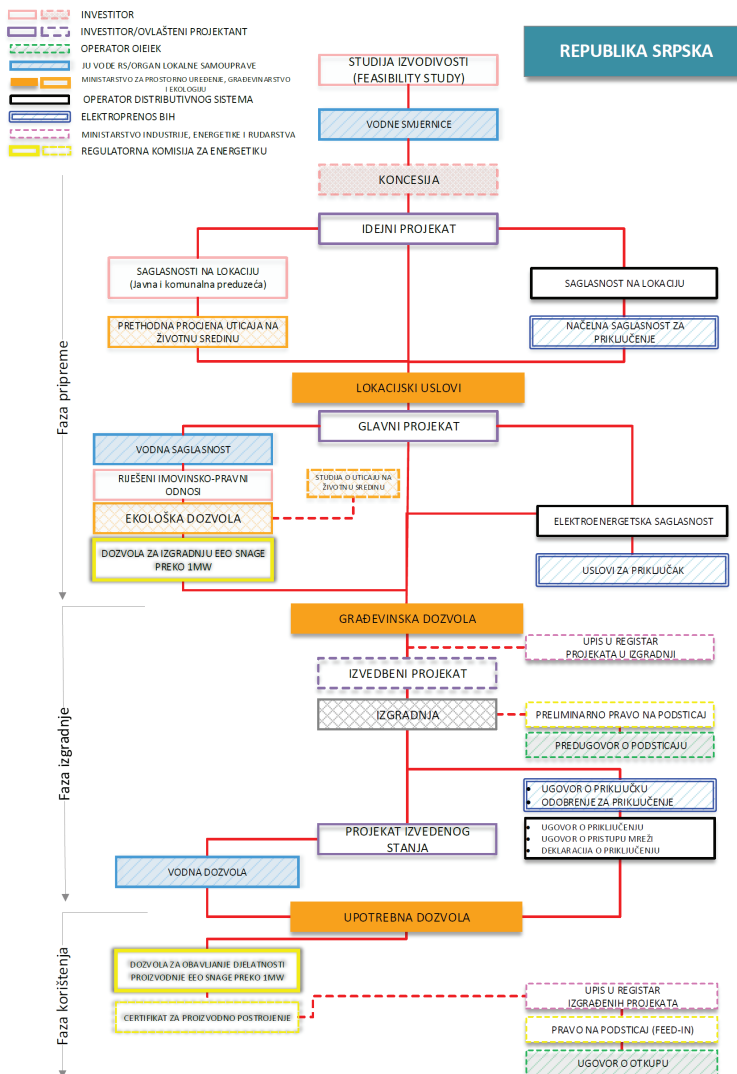 INVESTITOR
INVESTITOR/OVLAŠTENI PROJEKTANT
OPERATOR OIEIEK
JU VODE RS/ORGAN LOKALNE SAMOUPRAVE
MINISTARSTVO ZA PROSTORNO UREĐENJE, GRAĐEVINARSTVO
I EKOLOGIJU
OPERATOR DISTRIBUTIVNOG SISTEMA
ELEKTROPRENOS BIH
MINISTARSTVO INDUSTRIJE, ENERGETIKE I RUDARSTVA
REGULATORNA KOMISIJA ZA ENERGETIKU
REPUBLIKA SRPSKA
STUDIJA IZVODIVOSTI
(FEASIBILITY STUDY)
VODNE SMJERNICE
KONCESIJA
IDEJNI PROJEKAT
SAGLASNOSTI NA LOKACIJU
(Javna i komunalna preduzeća)
SAGLASNOST NA LOKACIJU
PRETHODNA PROCJENA UTICAJA NA
ŽIVOTNU SREDINU
NAČELNA SAGLASNOST ZA
PRIKLJUČENJE
Faza pripreme
LOKACIJSKI USLOVI
GLAVNI PROJEKAT
VODNA SAGLASNOST
RIJEŠENI IMOVINSKO-PRAVNI
ODNOSI
STUDIJA O UTICAJU NA
ŽIVOTNU SREDINU
EKOLOŠKA DOZVOLA
ELEKTROENERGETSKA SAGLASNOST
DOZVOLA ZA IZGRADNJU EEO SNAGE
PREKO 1MW
USLOVI ZA PRIKLJUČAK
GRAĐEVINSKA DOZVOLA
UPIS U REGISTAR
PROJEKATA U IZGRADNJI
IZVEDBENI PROJEKAT
IZGRADNJA
PRELIMINARNO PRAVO NA PODSTICAJ
PREDUGOVOR O PODSTICAJU
Faza izgradnje
UGOVOR O PRIKLJUČKU
ODOBRENJE ZA PRIKLJUČENJE
PROJEKAT IZVEDENOG
STANJA
UGOVOR O PRIKLJUČENJU
UGOVOR O PRISTUPU MREŽI
DEKLARACIJA O PRIKLJUČENJU
VODNA DOZVOLA
UPOTREBNA DOZVOLA
Faza korištenja
DOZVOLA ZA OBAVLJANJE DJELATNOSTI
PROIZVODNJE EEO SNAGE PREKO 1MW
UPIS U REGISTAR
IZGRAĐENIH PROJEKATA
CERTIFIKAT ZA PROIZVODNO POSTROJENJE
PRAVO NA PODSTICAJ (FEED-IN)
UGOVOR O OTKUPU